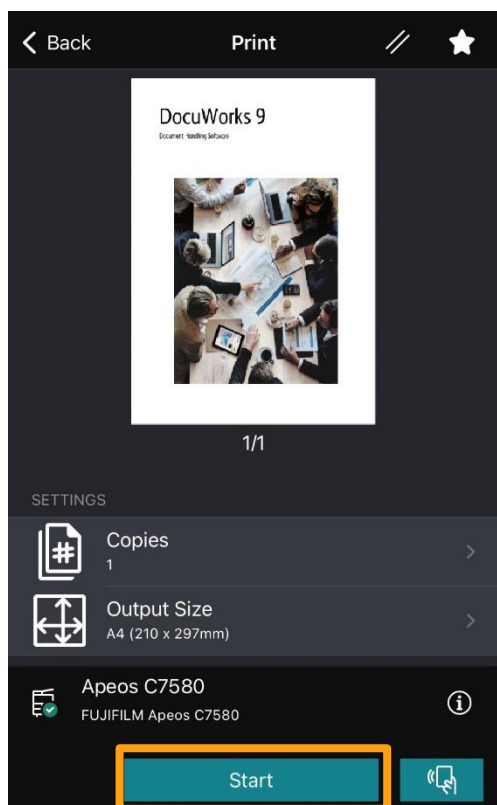 Back
Print
DocuWorks 9
Document Handling Software
1/1
SETTINGS
Copies
1
Output Size
A4 (210 x 297mm)
Apeos C7580
FUJIFILM Apeos C7580
Start